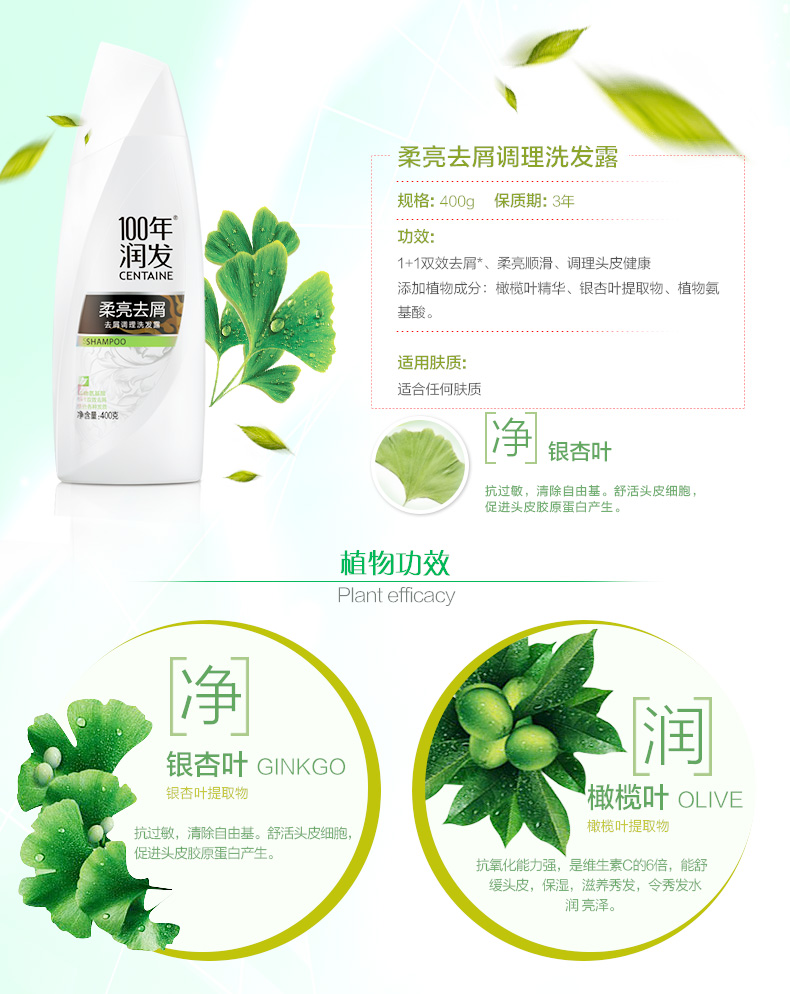 100年®
润发
CENTAINE
柔亮去屑
去屑调理洗发露
SHAMPOO
净含量:400克
柔亮去屑调理洗发露
规格: 400g 保质期: 3年
功效:
1+1双效去屑*、柔亮顺滑、调理头皮健康
添加植物成分：橄榄叶精华、银杏叶提取物、植物氨
基酸。
适用肤质:
适合任何肤质
净 银杏叶
抗过敏，清除自由基。舒活头皮细胞，
促进头皮胶原蛋白产生。
植物功效
Plant efficacy
净
银杏叶 GINKGO
银杏叶提取物
抗过敏，清除自由基。舒活头皮细胞，
促进头皮胶原蛋白产生。
润
橄榄叶 OLIVE
橄榄叶提取物
抗氧化能力强，是维生素C的6倍，能舒
缓头皮，保湿，滋养秀发，令秀发水
润 亮泽。